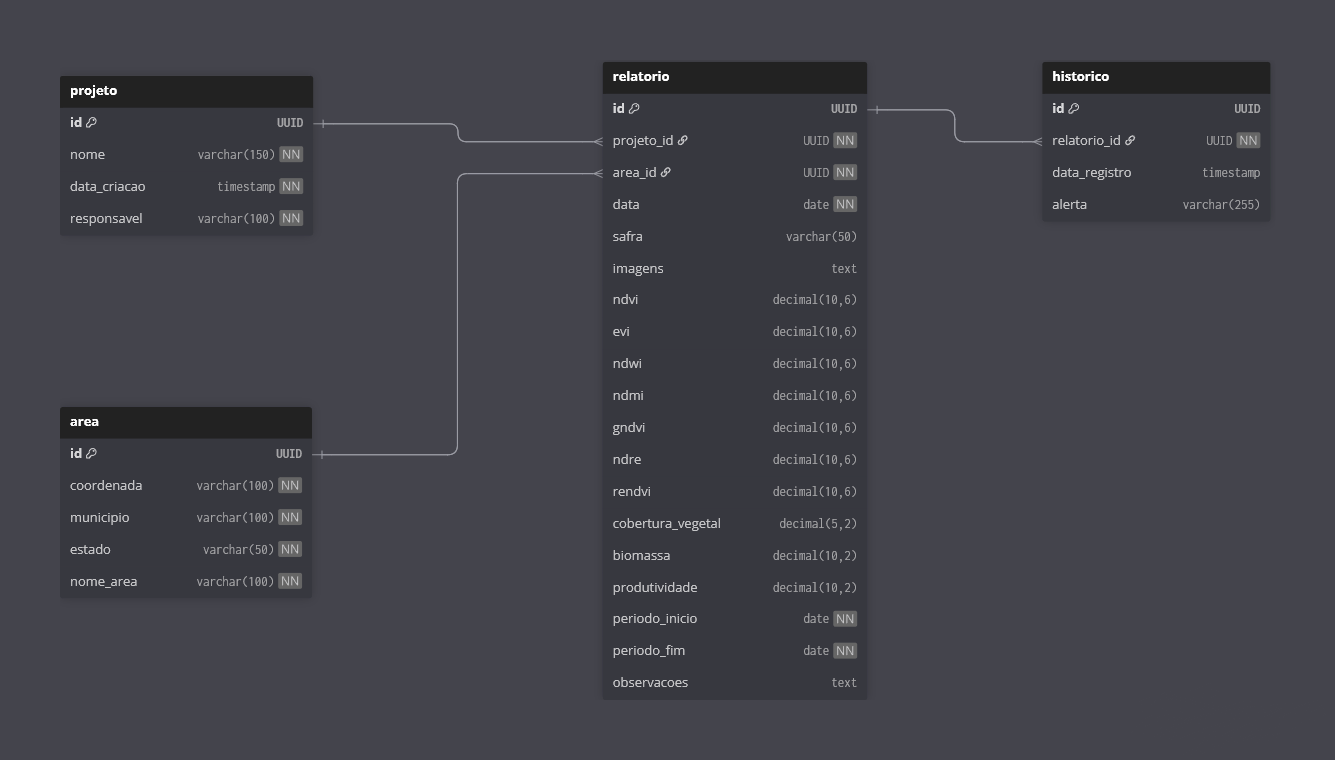 projeto
id UUID
nome varchar(150) NN
data_criacao timestamp NN
responsavel varchar(100) NN
area
id UUID
coordenada varchar(100) NN
municipio varchar(100) NN
estado varchar(50) NN
nome_area varchar(100) NN
relatorio
id UUID
projeto_id UUID NN
area_id UUID NN
data date NN
safra varchar(50)
imagens text
ndvi decimal(10,6)
evi decimal(10,6)
ndwi decimal(10,6)
ndmi decimal(10,6)
gndvi decimal(10,6)
ndre decimal(10,6)
rendvi decimal(10,6)
cobertura_vegetal decimal(5,2)
biomassa decimal(10,2)
produtividade decimal(10,2)
periodo_inicio date NN
periodo_fim date NN
observacoes text
historico
id UUID
relatorio_id UUID NN
data_registro timestamp
alerta varchar(255)